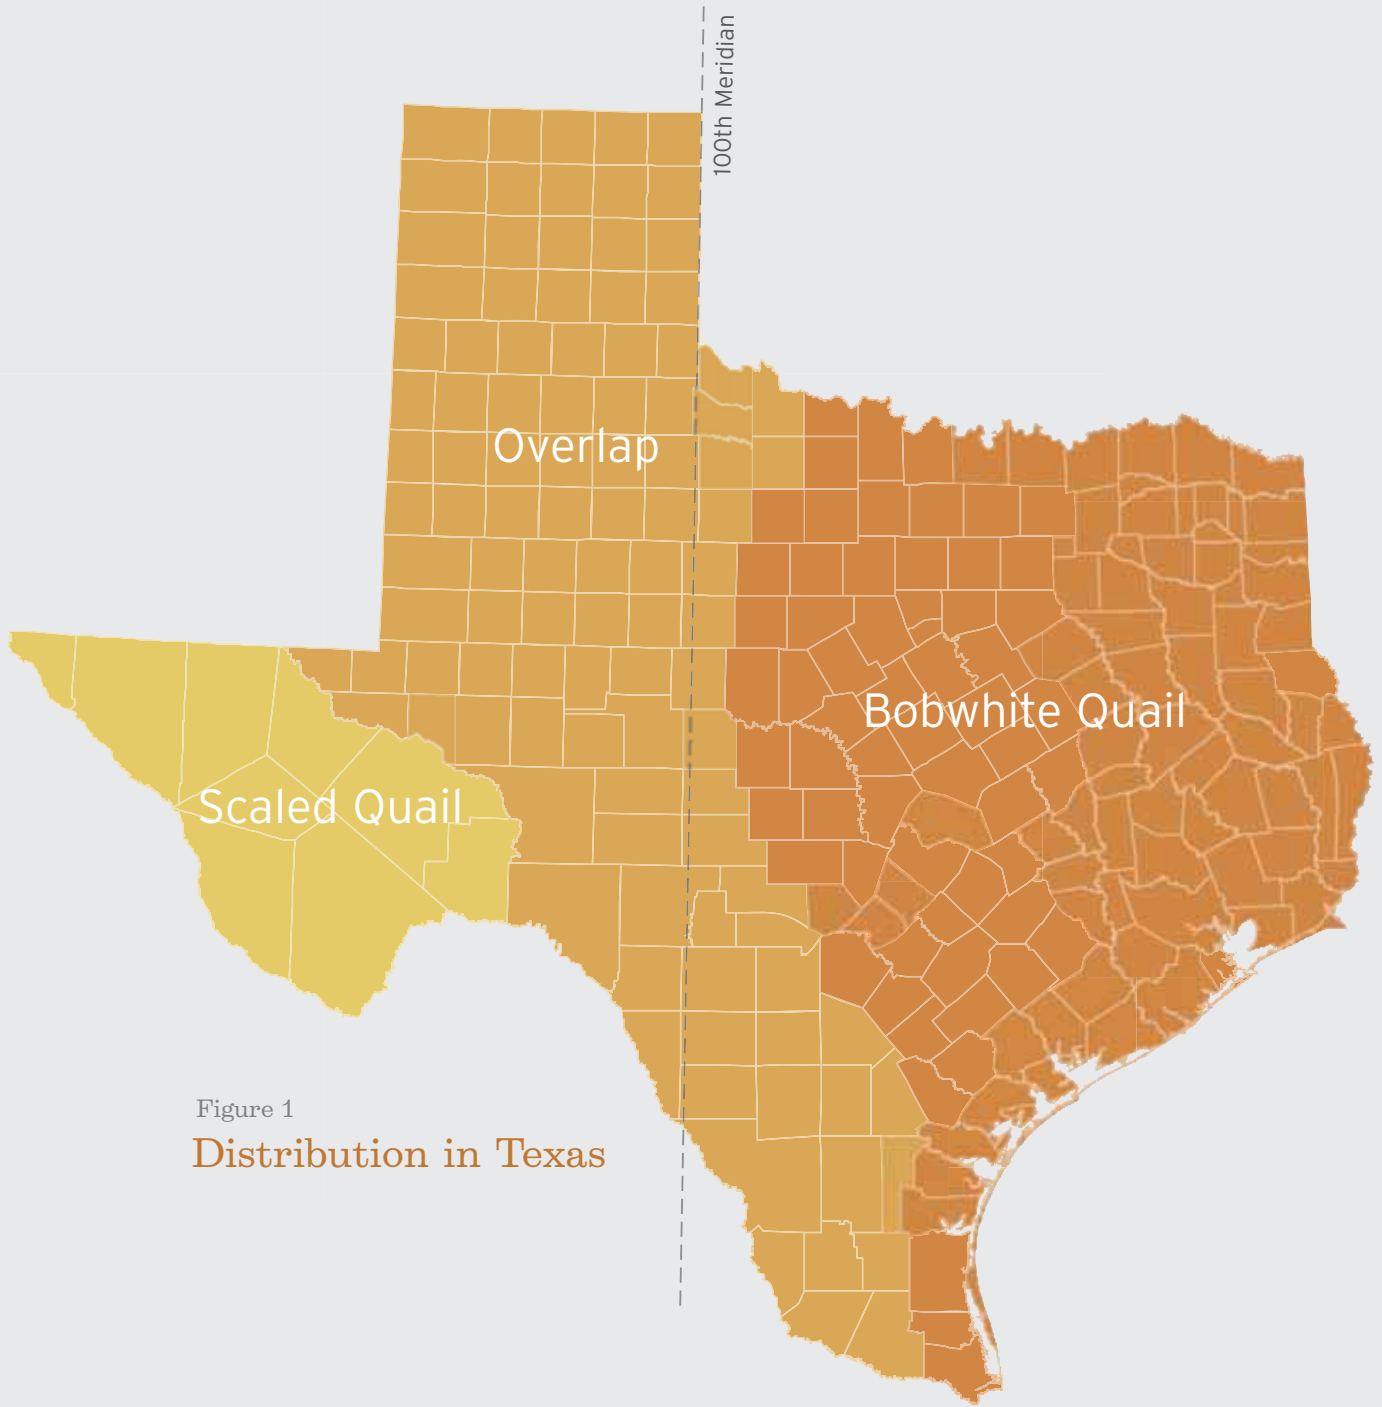 100th Meridian
Overlap
Bobwhite Quail
Scaled Quail
Figure 1
Distribution in Texas